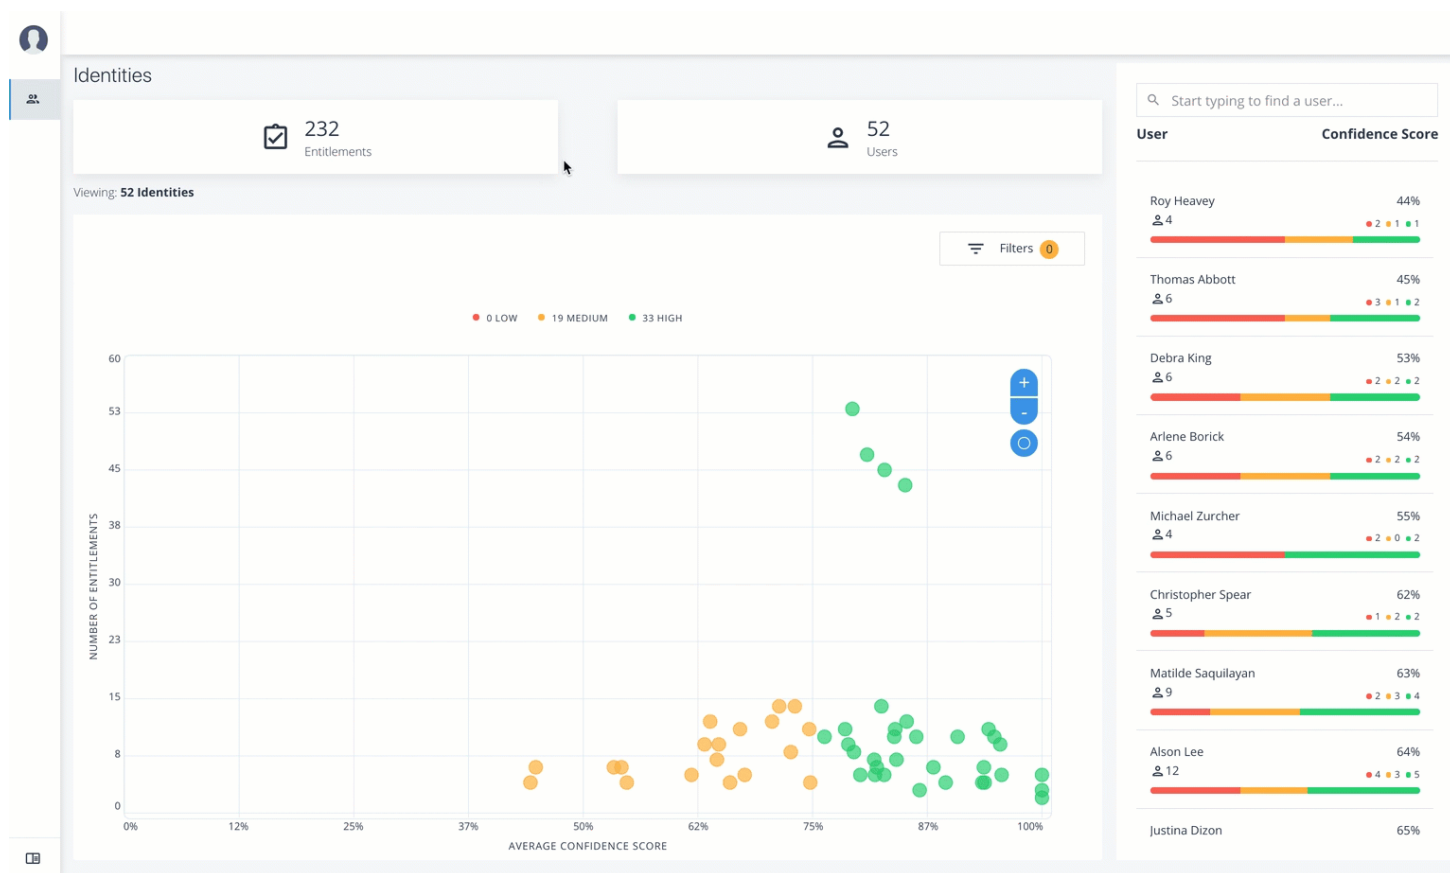 Identities
232
Entitlements
52
Users
Viewing: 52 Identities
Filters 0
0 LOW 19 MEDIUM 33 HIGH
+
-
60
53
45
38
30
23
15
8
0
NUMBER OF ENTITLEMENTS
0% 12% 25% 37% 50% 62% 75% 87% 100%
AVERAGE CONFIDENCE SCORE
Start typing to find a user...
User Confidence Score
Roy Heavey 44%
4 2 1 1
Thomas Abbott 45%
6 3 1 2
Debra King 53%
6 2 2 2
Arlene Borick 54%
6 2 2 2
Michael Zurcher 55%
4 2 0 2
Christopher Spear 62%
5 1 2 2
Matilde Saquilayan 63%
9 2 3 4
Alson Lee 64%
12 4 3 5
Justina Dizon 65%